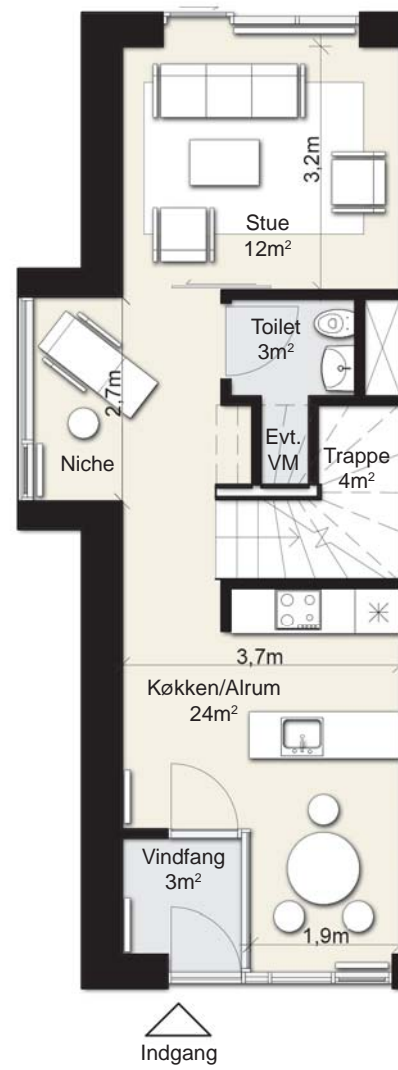 3,2m
Stue
12m²
Toilet
3m²
2,7m
Evt.
VM
Niche
Trappe
4m²
3,7m
Køkken/Alrum
24m²
Vindfang
3m²
1,9m
Indgang